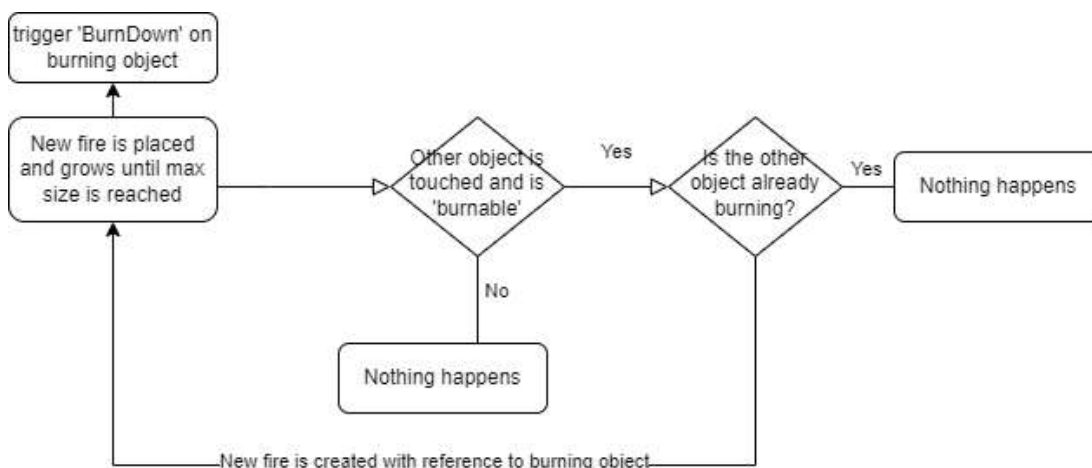 trigger 'BurnDown' on
burning object
New fire is placed
and grows until max
size is reached
Other object is
touched and is
'burnable'
Yes
Is the other
object already
burning?
Yes
Nothing happens
No
Nothing happens
New fire is created with reference to burning object